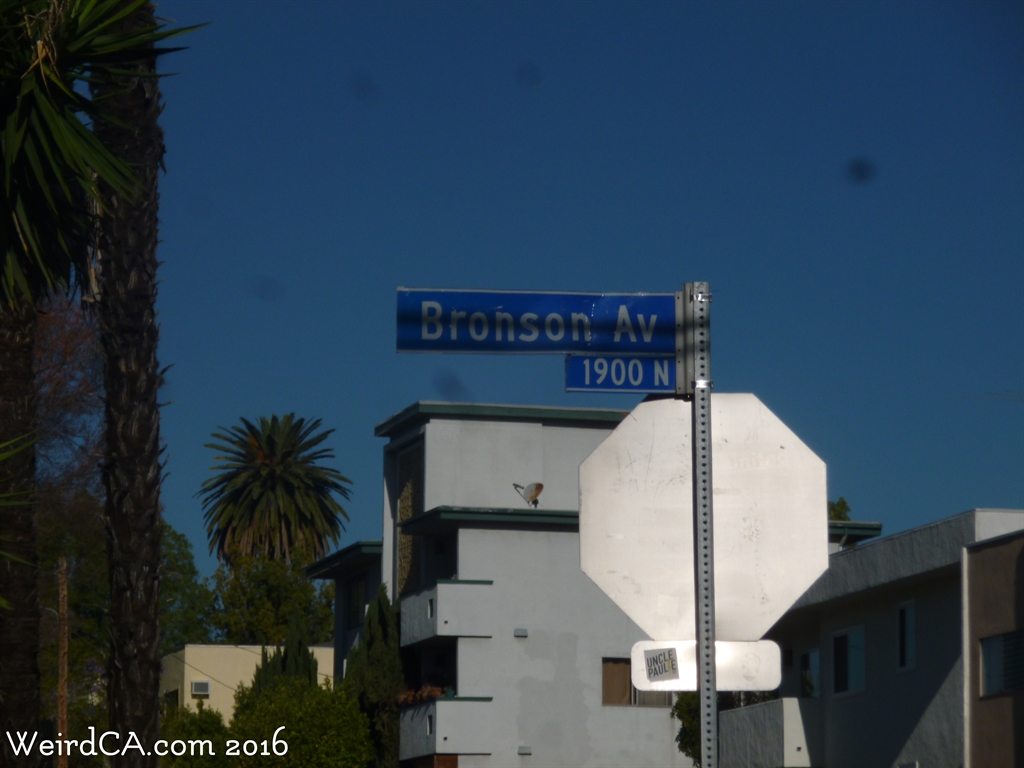 Bronson Av
1900 N
UNCLE
PAULIE
WeirdCA.com 2016